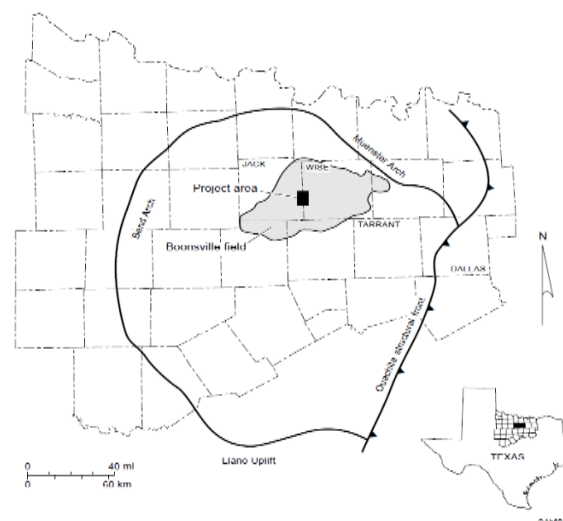 Muenster Arch
JACK
WISE
Project area
Bend Arch
TARRANT
Boonsville field
N
DALLAS
Ouachita structural front
Llano Uplift
0 40 mi
0 60 km
TEXAS